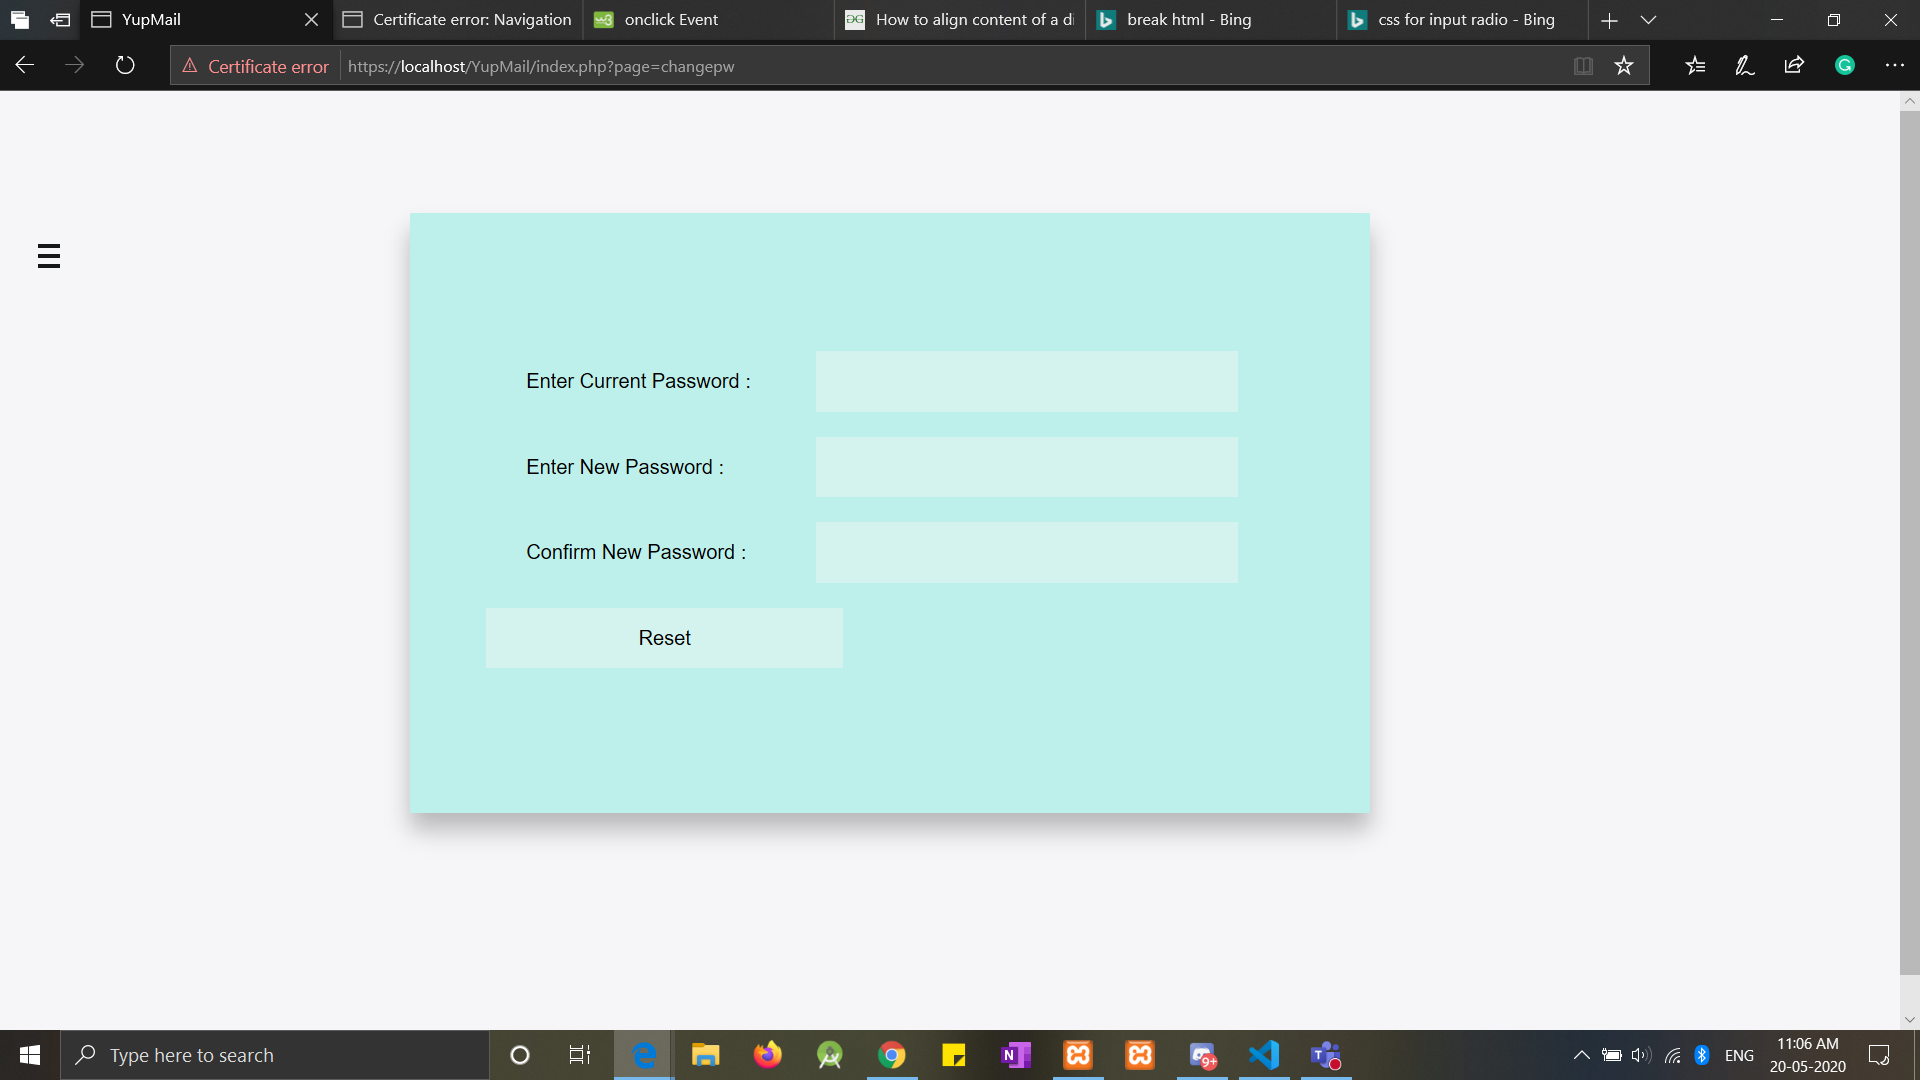 YupMail
Certificate error: Navigation
onclick Event
How to align content of a di
break html - Bing
css for input radio - Bing
Certificate error
https://localhost/YupMail/index.php?page=changepw
Enter Current Password :
Enter New Password :
Confirm New Password :
Reset
Type here to search
9+
ENG
11:06 AM
20-05-2020